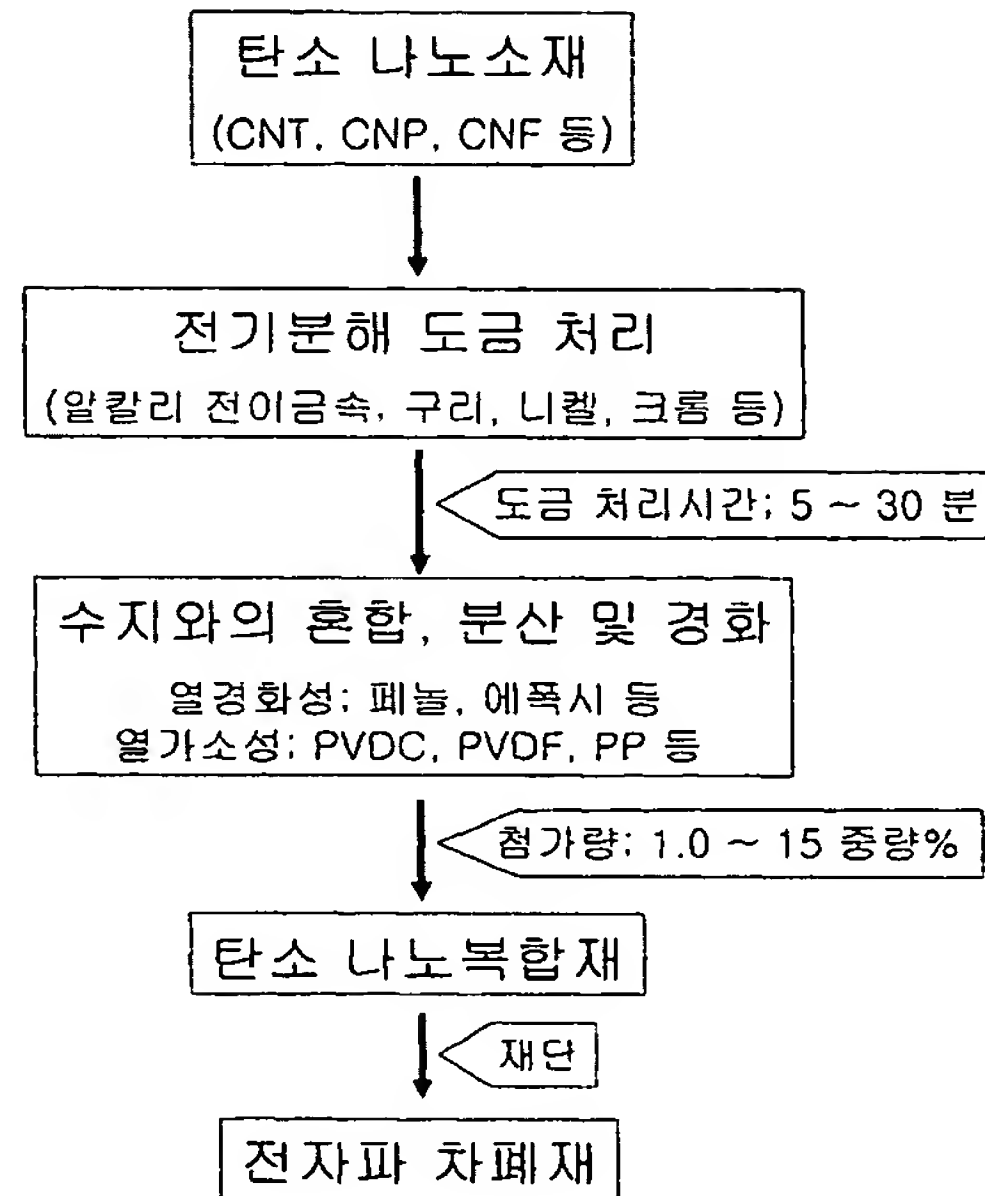 탄소 나노소재
(CNT, CNP, CNF 등)
전기분해 도금 처리
(알칼리 전이금속, 구리, 니켈, 크롬 등)
도금 처리시간; 5 ~ 30 분
수지와의 혼합, 분산 및 경화
열경화성; 페놀, 에폭시 등
열가소성; PVDC, PVDF, PP 등
첨가량; 1.0 ~ 15 중량%
탄소 나노복합재
재단
전자파 차폐재